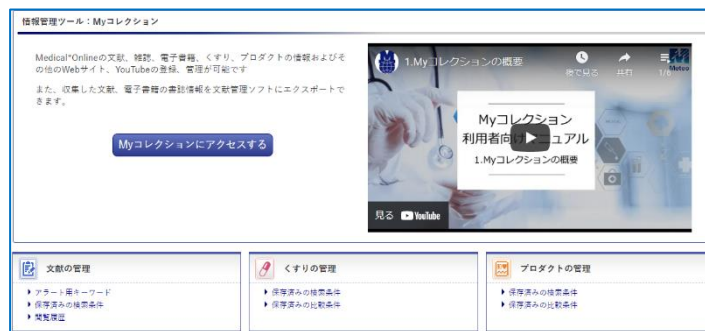 情報管理ツール：Myコレクション
Medical*Onlineの文献、雑誌、電子書籍、くすり、プロダクトの情報およびそ
の他のWebサイト、YouTubeの登録、管理が可能です
また、収集した文献、電子書籍の書誌情報を文献管理ソフトにエクスポートで
きます。
Myコレクションにアクセスする
1.Myコレクションの概要
後で見る
共有
1/6
Meteo
Myコレクション
利用者向けマニュアル
1.Myコレクションの概要
見る YouTube
文献の管理
アラート用キーワード
保存済みの検索条件
閲覧履歴
くすりの管理
保存済みの検索条件
保存済みの比較条件
プロダクトの管理
保存済みの検索条件
保存済みの比較条件